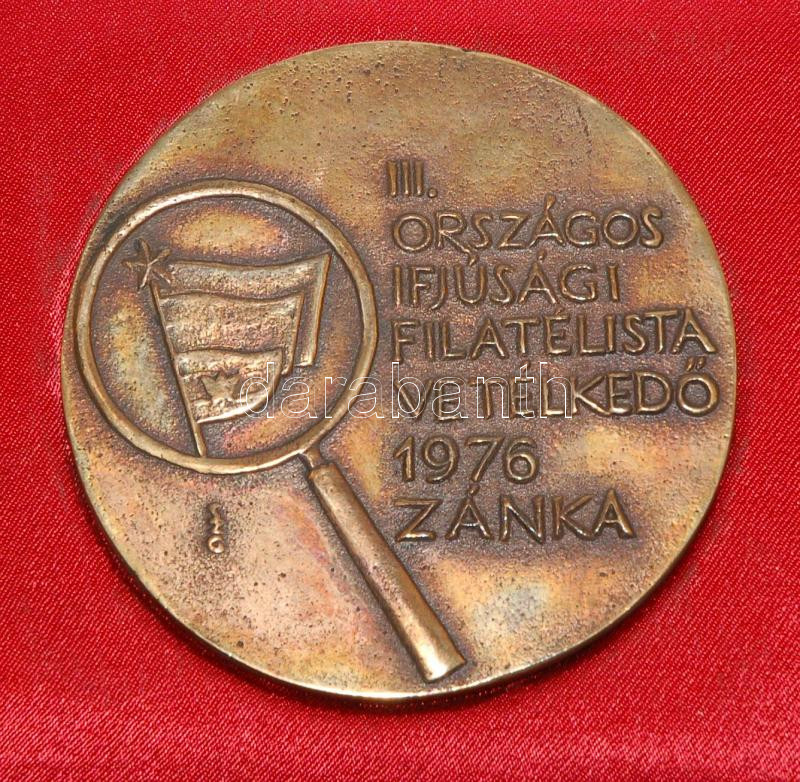 III.
ORSZÁGOS
IFJÚSÁGI
FILATÉLISTA
VETÉLKEDŐ
1976
ZÁNKA
darabanth